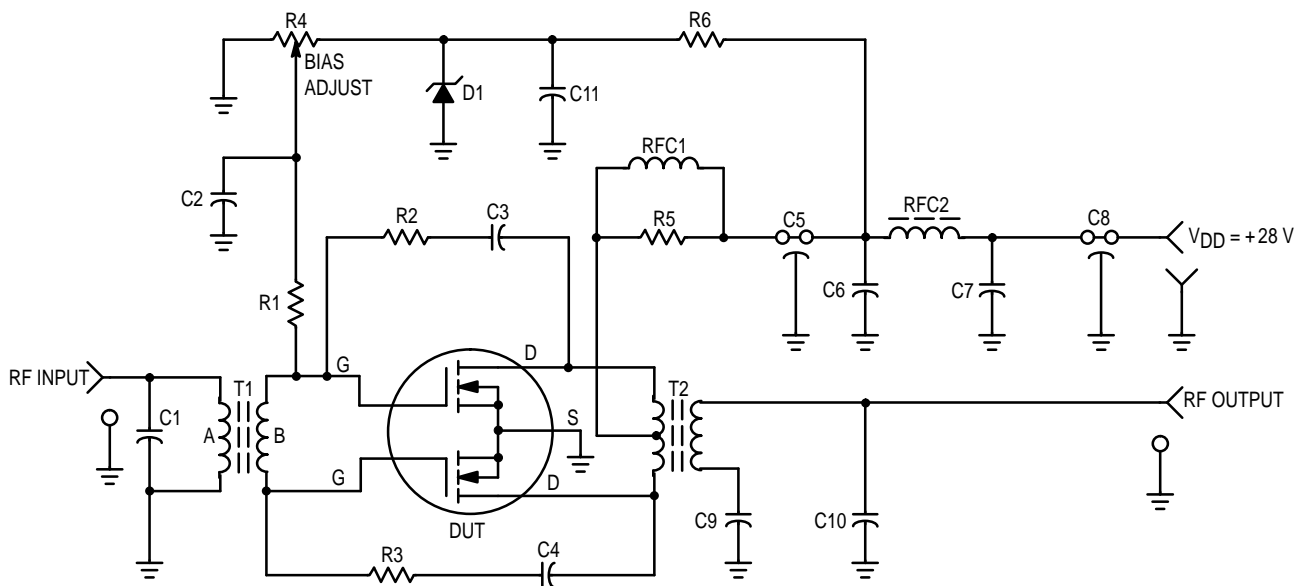 R4
R6
BIAS
ADJUST
D1
C11
RFC1
C2
R2
C3
R5
C5
RFC2
C8
VDD = +28 V
R1
C6
C7
G
D
RF INPUT
T1
T2
RF OUTPUT
C1
A
B
S
G
D
C9
C10
DUT
R3
C4